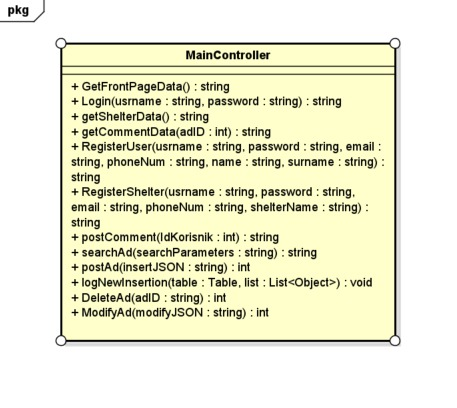 pkg
MainController
+ GetFrontPageData() : string
+ Login(usrname : string, password : string) : string
+ getShelterData() : string
+ getCommentData(adID : int) : string
+ RegisterUser(usrname : string, password : string, email :
string, phoneNum : string, name : string, surname : string) :
string
+ RegisterShelter(usrname : string, password : string,
email : string, phoneNum : string, shelterName : string) :
string
+ postComment(IdKorisnik : int) : string
+ searchAd(searchParameters : string) : string
+ postAd(insertJSON : string) : int
+ logNewInsertion(table : Table, list : List<Object>) : void
+ DeleteAd(adID : string) : int
+ ModifyAd(modifyJSON : string) : int